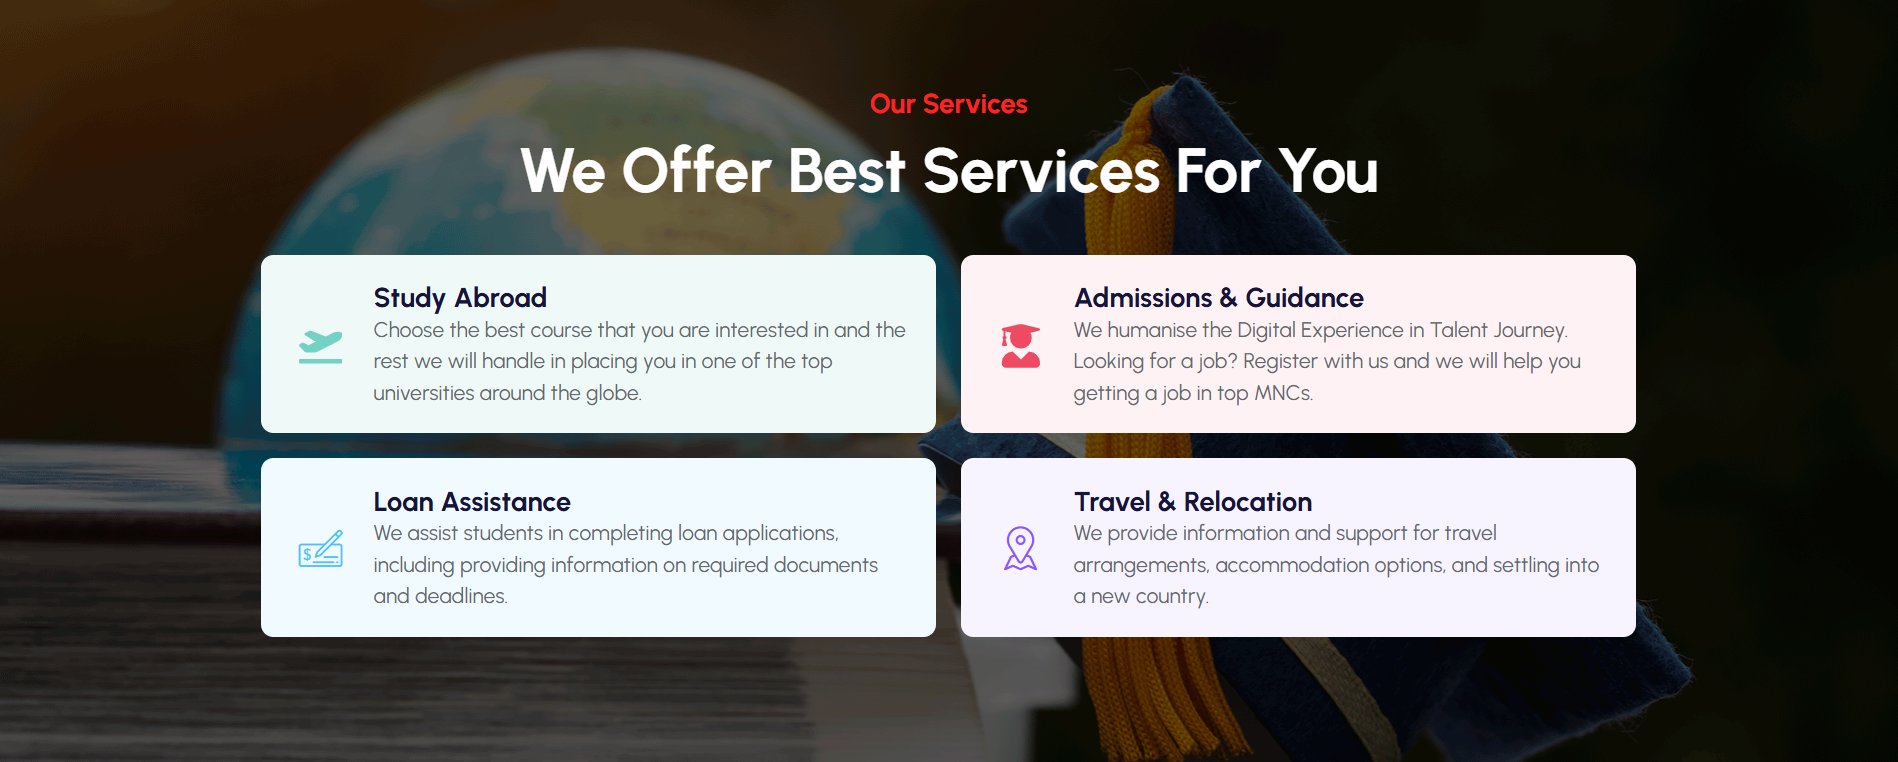 Our Services
We Offer Best Services For You
Study Abroad
Choose the best course that you are interested in and the
rest we will handle in placing you in one of the top
universities around the globe.
Admissions & Guidance
We humanise the Digital Experience in Talent Journey.
Looking for a job? Register with us and we will help you
getting a job in top MNCs.
Loan Assistance
$
We assist students in completing loan applications,
including providing information on required documents
and deadlines.
Travel & Relocation
We provide information and support for travel
arrangements, accommodation options, and settling into
a new country.